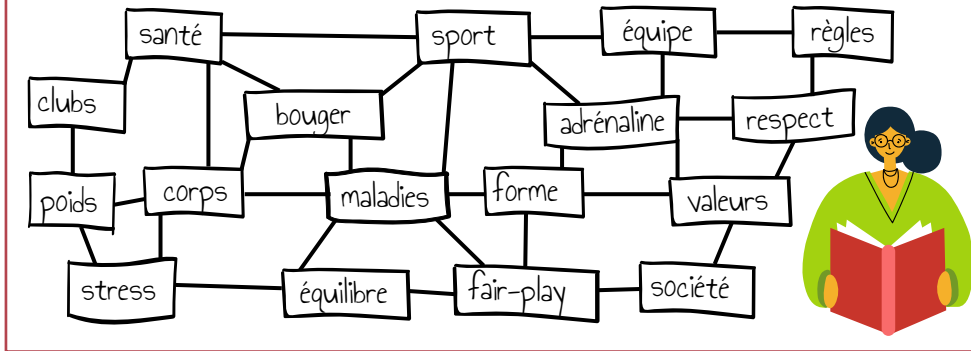 santé
sport
équipe
règles
clubs
bouger
adrénaline
respect
poids
corps
maladies
forme
valeurs
stress
équilibre
fair-play
société